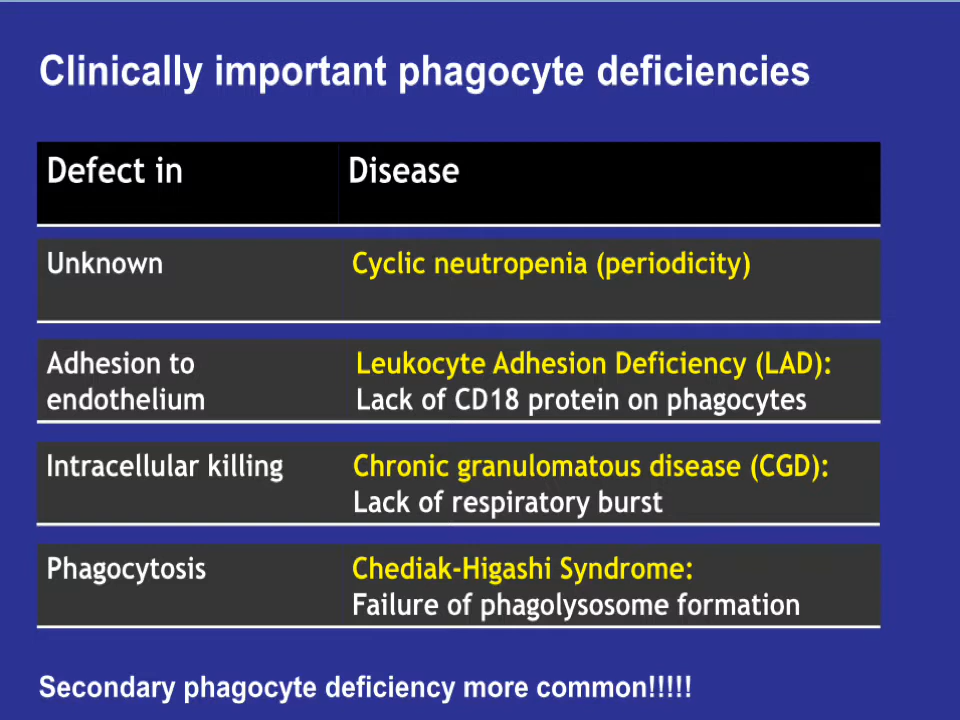 Clinically important phagocyte deficiencies
Defect in
Disease
Unknown
Cyclic neutropenia (periodicity)
Adhesion to
endothelium
Leukocyte Adhesion Deficiency (LAD):
Lack of CD18 protein on phagocytes
Intracellular killing
Chronic granulomatous disease (CGD):
Lack of respiratory burst
Phagocytosis
Chediak-Higashi Syndrome:
Failure of phagolysosome formation
Secondary phagocyte deficiency more common!!!!!